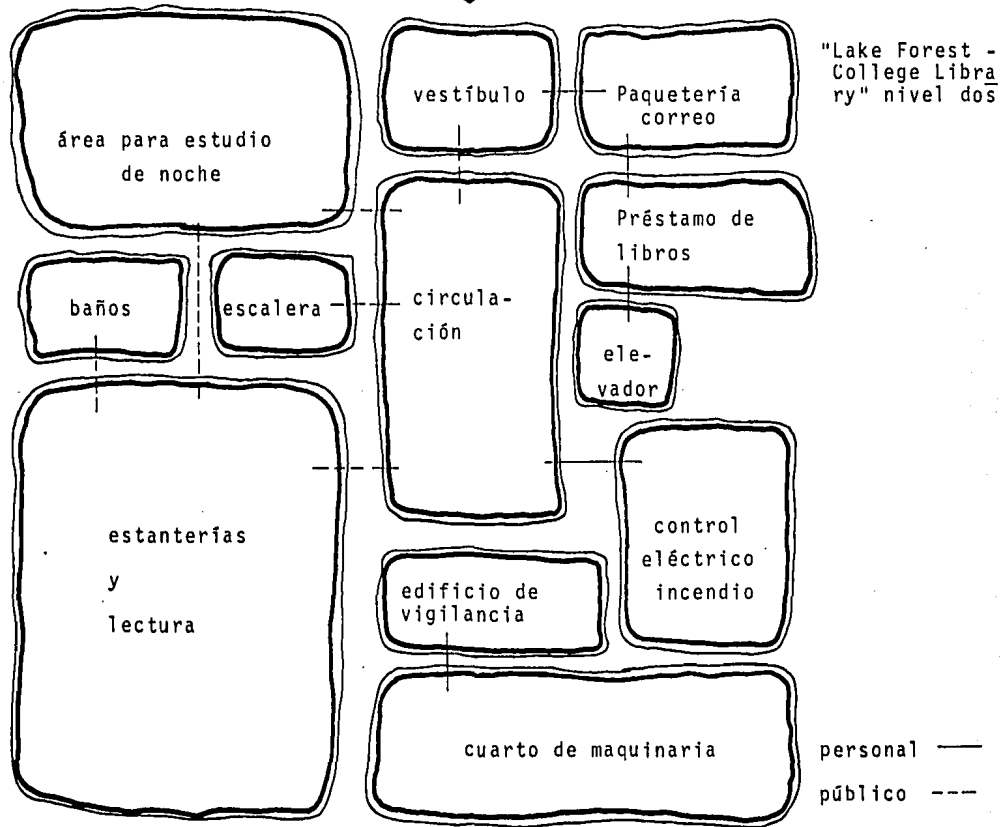 "Lake Forest -
College Libra
ry" nivel dos
área para estudio
de noche
vestíbulo
Paquetería
correo
Préstamo de
libros
baños
escalera
circula-
ción
ele-
vador
estanterías
y
lectura
control
eléctrico
incendio
edificio de
vigilancia
cuarto de maquinaria
personal
público